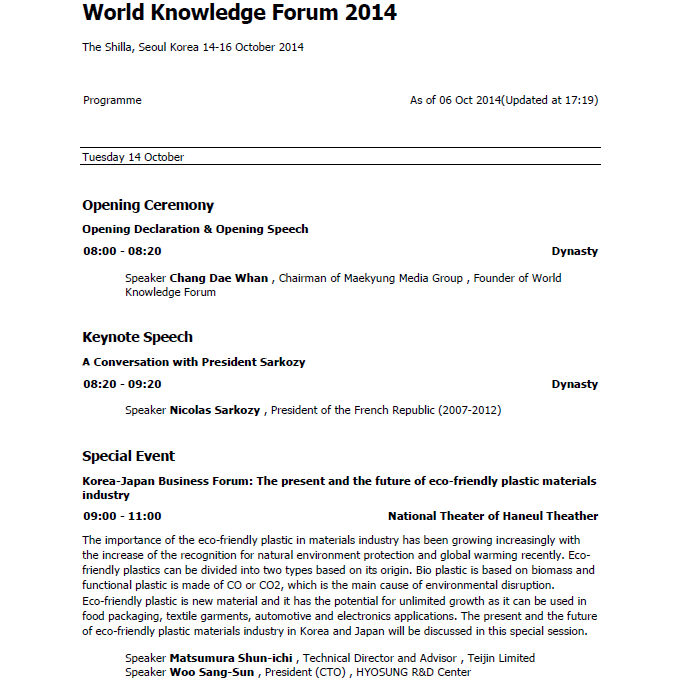 World Knowledge Forum 2014
The Shilla, Seoul Korea 14-16 October 2014
Programme As of 06 Oct 2014(Updated at 17:19)
Tuesday 14 October
Opening Ceremony
Opening Declaration & Opening Speech
08:00 - 08:20 Dynasty
Speaker Chang Dae Whan , Chairman of Maekyung Media Group , Founder of World
Knowledge Forum
Keynote Speech
A Conversation with President Sarkozy
08:20 - 09:20 Dynasty
Speaker Nicolas Sarkozy , President of the French Republic (2007-2012)
Special Event
Korea-Japan Business Forum: The present and the future of eco-friendly plastic materials
industry
09:00 - 11:00 National Theater of Haneul Theather
The importance of the eco-friendly plastic in materials industry has been growing increasingly with
the increase of the recognition for natural environment protection and global warming recently. Eco-
friendly plastics can be divided into two types based on its origin. Bio plastic is based on biomass and
functional plastic is made of CO or CO2, which is the main cause of environmental disruption.
Eco-friendly plastic is new material and it has the potential for unlimited growth as it can be used in
food packaging, textile garments, automotive and electronics applications. The present and the future
of eco-friendly plastic materials industry in Korea and Japan will be discussed in this special session.
Speaker Matsumura Shun-ichi , Technical Director and Advisor , Teijin Limited
Speaker Woo Sang-Sun , President (CTO) , HYOSUNG R&D Center